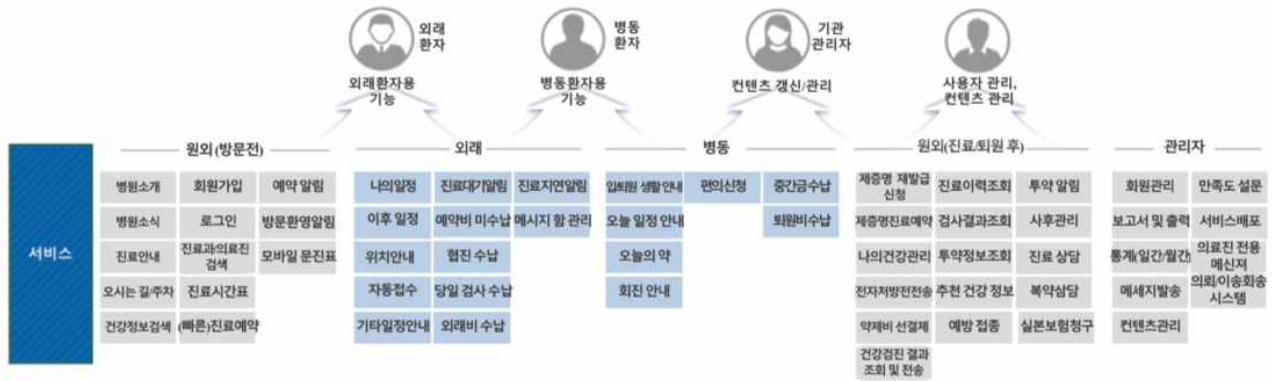 외래
환자
병동
환자
기관
관리자
외래환자용
기능
병동환자용
기능
컨텐츠 갱신/관리
사용자 관리,
컨텐츠 관리
서비스
원외 (방문전)
병원소개 회원가입 예약 알림
병원소식 로그인 방문환영알림
진료안내 진료과/의료진 검색 모바일 문진표
오시는 길/주차 진료시간표
건강정보검색 (빠른)진료예약
외래
나의일정 진료대기알림 진료지연알림
이후 일정 예약비 미수납 메시지 함 관리
위치안내 협진 수납
자동접수 당일 검사 수납
기타일정안내 외래비 수납
병동
입퇴원 생활 안내 편의신청 중간금수납
오늘 일정 안내 퇴원비수납
오늘의 약
회진 안내
원외(진료/퇴원 후)
제증명 재발급 신청 진료이력조회 투약 알림
제증명진료예약 검사결과조회 사후관리
나의건강관리 투약정보조회 진료 상담
전자처방전전송 추천 건강 정보 복약삼담
약제비 선결제 예방 접종 실본보험청구
건강검진 결과
조회 및 전송
관리자
회원관리 만족도 설문
보고서 및 출력 서비스배포
통계(일간/월간) 의료진 전용 메신져
메세지발송 의뢰/이송회송 시스템
컨텐츠관리